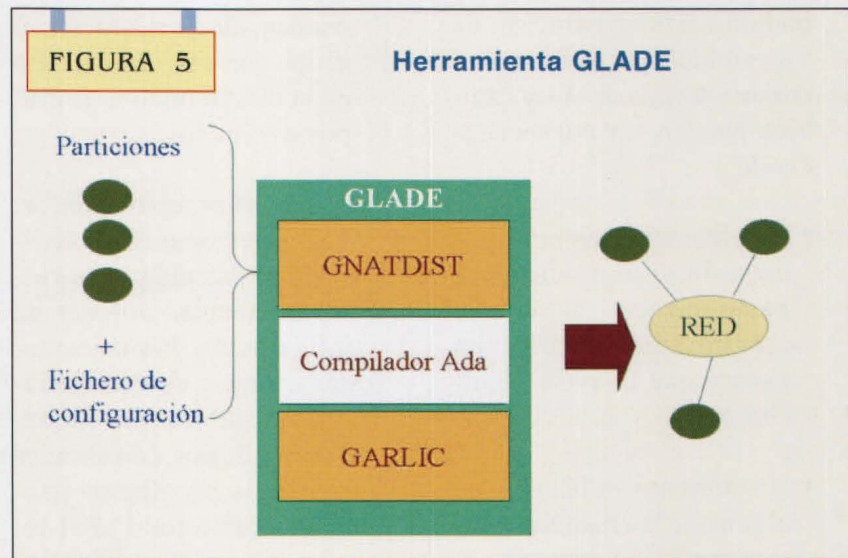 FIGURA 5
Herramienta GLADE
Particiones
+
Fichero de
configuración
GLADE
GNATDIST
Compilador Ada
GARLIC
RED